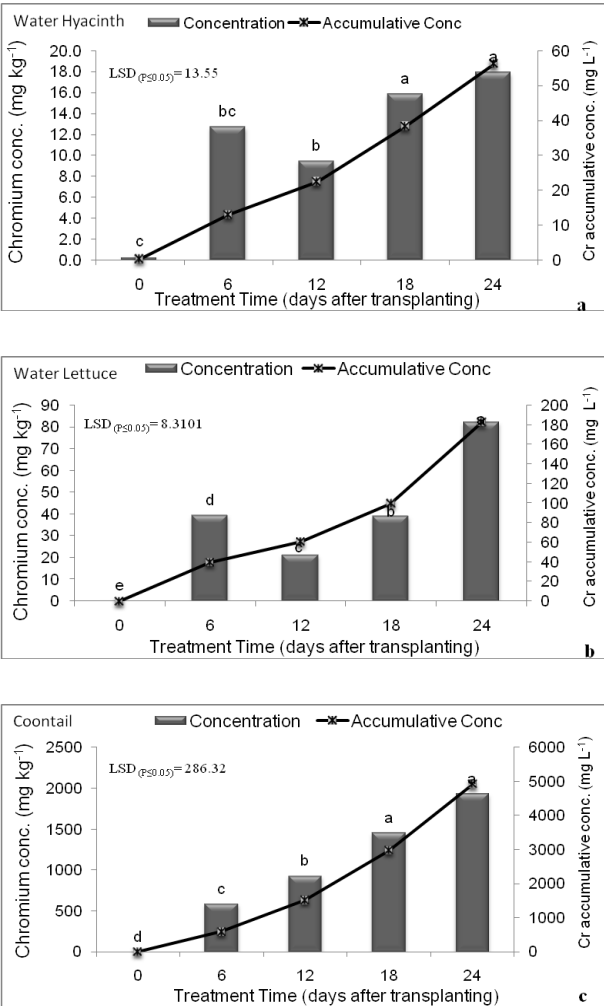 Water Hyacinth
Concentration
Accumulative Conc
LSD (P≤0.05)= 13.55
Chromium conc. (mg kg-1)
20.0
18.0
16.0
14.0
12.0
10.0
8.0
6.0
4.0
2.0
0.0
c
bc
b
a
a
60
50
40
30
20
10
0
Cr accumulative conc. (mg L-1)
0 6 12 18 24
Treatment Time (days after transplanting)
a
Water Lettuce
Concentration
Accumulative Conc
LSD (P≤0.05)= 8.3101
Chromium conc. (mg kg-1)
90
80
70
60
50
40
30
20
10
0
e
d
c
b
a
200
180
160
140
120
100
80
60
40
20
0
Cr accumulative conc. (mg L-1)
0 6 12 18 24
Treatment Time (days after transplanting)
b
Coontail
Concentration
Accumulative Conc
LSD (P≤0.05)= 286.32
Chromium conc. (mg kg-1)
2500
2000
1500
1000
500
0
d
c
b
a
a
6000
5000
4000
3000
2000
1000
0
Cr accumulative conc. (mg L-1)
0 6 12 18 24
Treatment Time (days after transplanting)
c